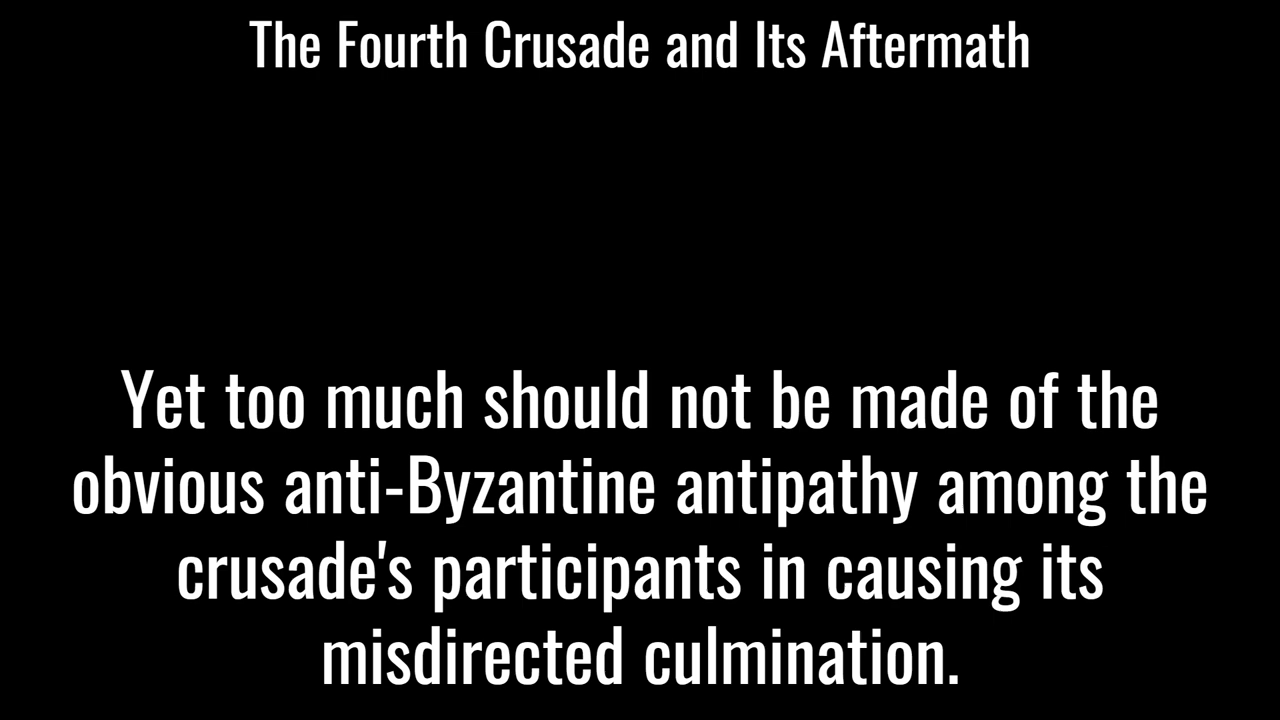 The Fourth Crusade and Its Aftermath
Yet too much should not be made of the
obvious anti-Byzantine antipathy among the
crusade's participants in causing its
misdirected culmination.